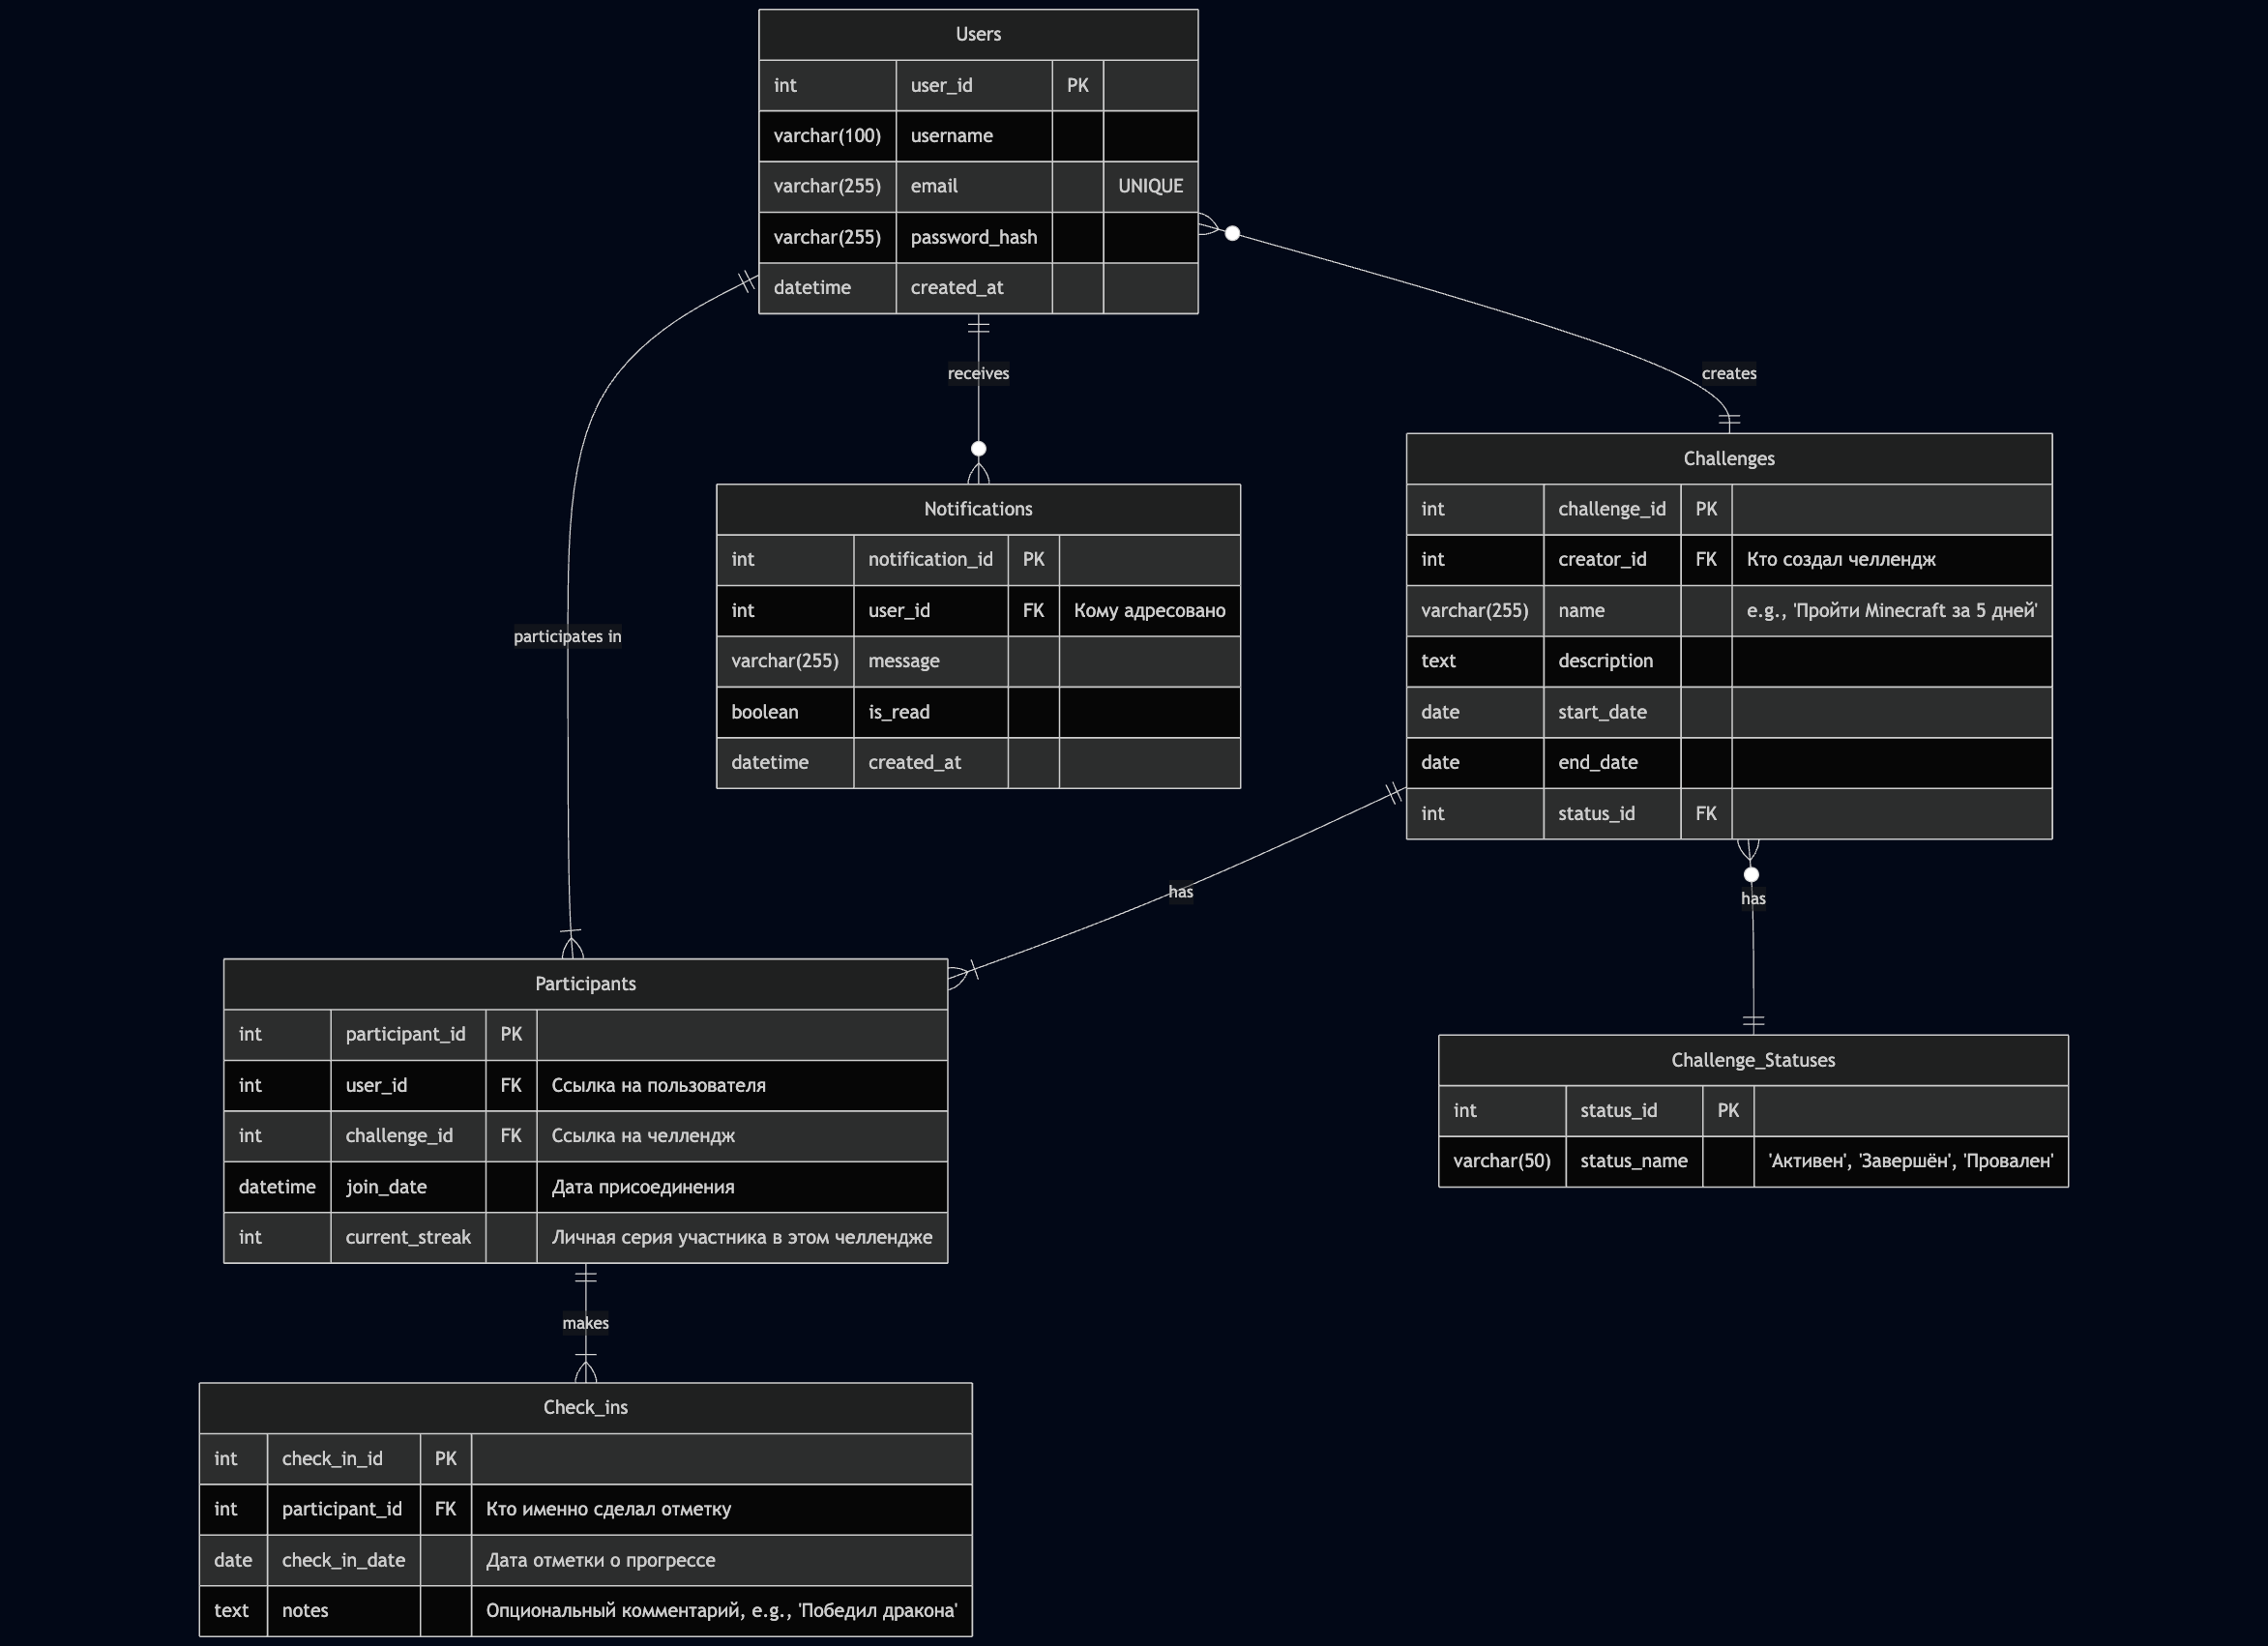 Users
int user_id PK
varchar(100) username
varchar(255) email UNIQUE
varchar(255) password_hash
datetime created_at
receives
creates
participates in
Notifications
int notification_id PK
int user_id FK Кому адресовано
varchar(255) message
boolean is_read
datetime created_at
Challenges
int challenge_id PK
int creator_id FK Кто создал челлендж
varchar(255) name e.g., 'Пройти Minecraft за 5 дней'
text description
date start_date
date end_date
int status_id FK
has
has
Participants
int participant_id PK
int user_id FK Ссылка на пользователя
int challenge_id FK Ссылка на челлендж
datetime join_date Дата присоединения
int current_streak Личная серия участника в этом челлендже
Challenge_Statuses
int status_id PK
varchar(50) status_name 'Активен', 'Завершён', 'Провален'
makes
Check_ins
int check_in_id PK
int participant_id FK Кто именно сделал отметку
date check_in_date Дата отметки о прогрессе
text notes Опциональный комментарий, e.g., 'Победил дракона'